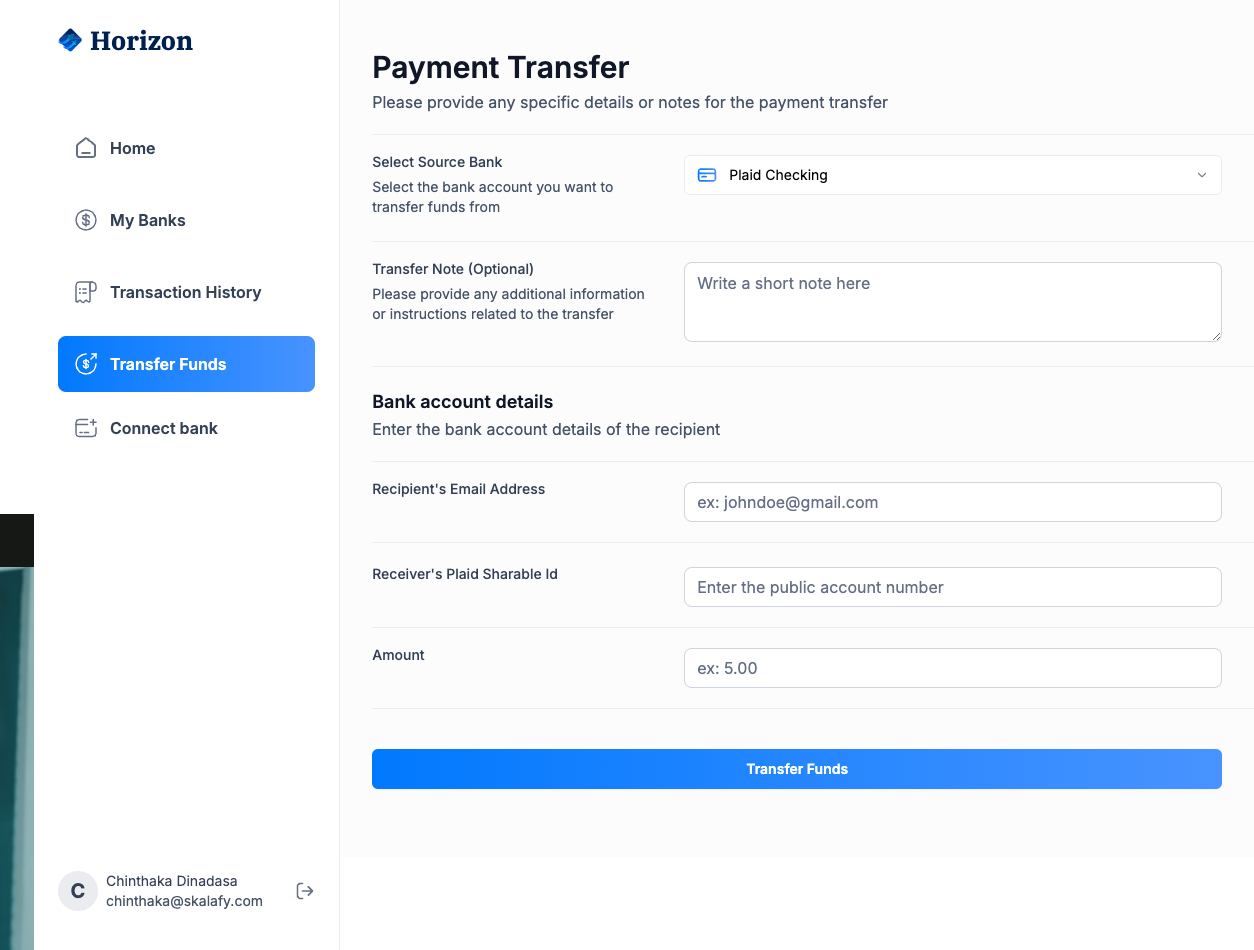 Horizon
Home
My Banks
Transaction History
Transfer Funds
Connect bank
C
Chinthaka Dinadasa
chinthaka@skalafy.com
Payment Transfer
Please provide any specific details or notes for the payment transfer
Select Source Bank
Select the bank account you want to
transfer funds from
Plaid Checking
Transfer Note (Optional)
Please provide any additional information
or instructions related to the transfer
Write a short note here
Bank account details
Enter the bank account details of the recipient
Recipient's Email Address
ex: johndoe@gmail.com
Receiver's Plaid Sharable Id
Enter the public account number
Amount
ex: 5.00
Transfer Funds